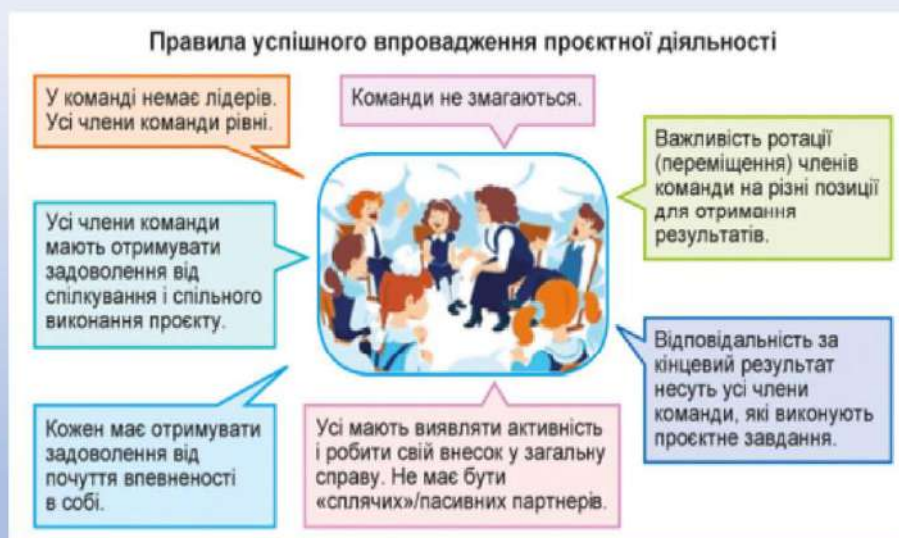 Правила успішного впровадження проєктної діяльності
У команді немає лідерів.
Усі члени команди рівні.
Команди не змагаються.
Важливість ротації
(переміщення) членів
команди на різні позиції
для отримання
результатів.
Усі члени команди
мають отримувати
задоволення від
спілкування і спільного
виконання проєкту.
Відповідальність за
кінцевий результат
несуть усі члени
команди, які виконують
проєктне завдання.
Кожен має отримувати
задоволення від
почуття впевненості
в собі.
Усі мають виявляти активність
і робити свій внесок у загальну
справу. Не має бути
«сплячих»/пасивних партнерів.